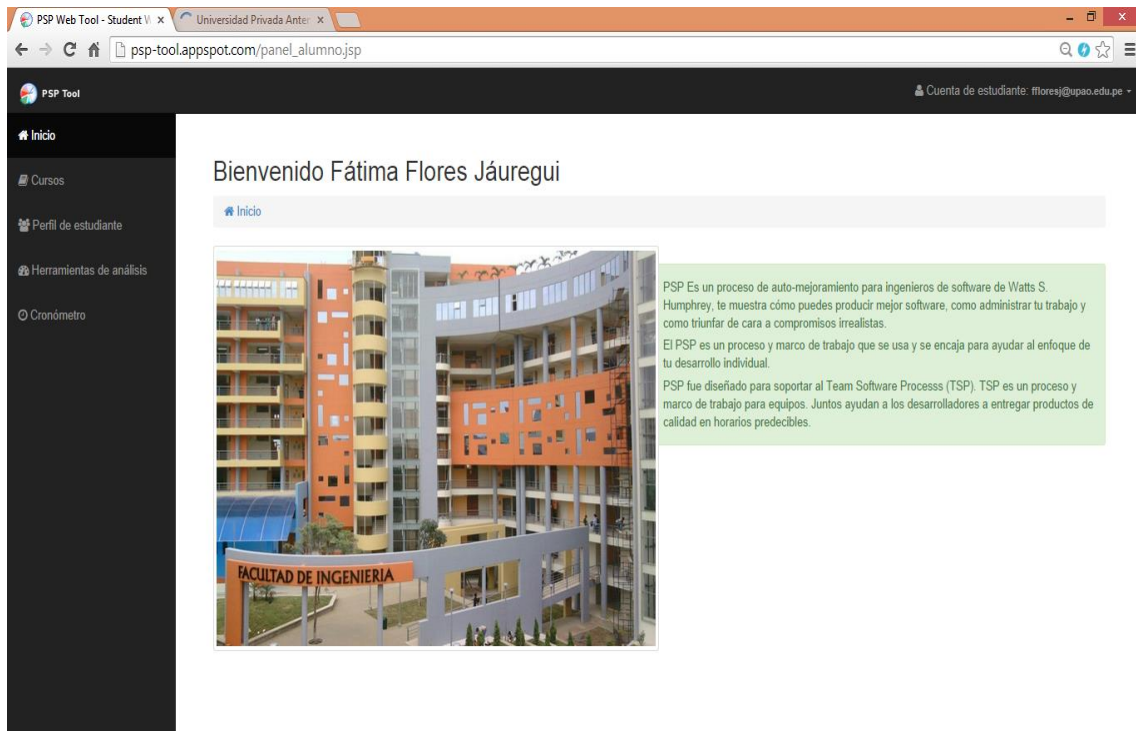 PSP Web Tool - Student W
Universidad Privada Anten
psp-tool.appspot.com/panel_alumno.jsp
PSP Tool
Cuenta de estudiante: ffloresj@upao.edu.pe
Inicio
Cursos
Perfil de estudiante
Herramientas de análisis
Cronómetro
Bienvenido Fátima Flores Jáuregui
Inicio
FACULTAD DE INGENIERIA
PSP Es un proceso de auto-mejoramiento para ingenieros de software de Watts S.
Humphrey, te muestra cómo puedes producir mejor software, como administrar tu trabajo y
como triunfar de cara a compromisos irrealistas.
El PSP es un proceso y marco de trabajo que se usa y se encaja para ayudar al enfoque de
tu desarrollo individual.
PSP fue diseñado para soportar al Team Software Processs (TSP). TSP es un proceso y
marco de trabajo para equipos. Juntos ayudan a los desarrolladores a entregar productos de
calidad en horarios predecibles.